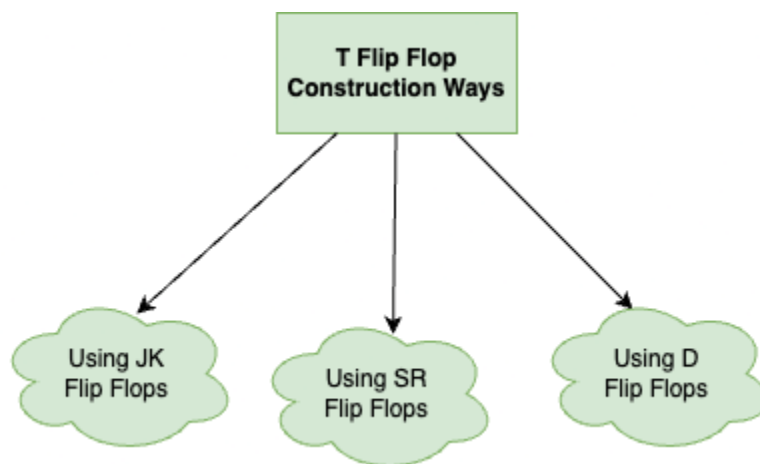 T Flip Flop
Construction Ways
Using JK
Flip Flops
Using SR
Flip Flops
Using D
Flip Flops